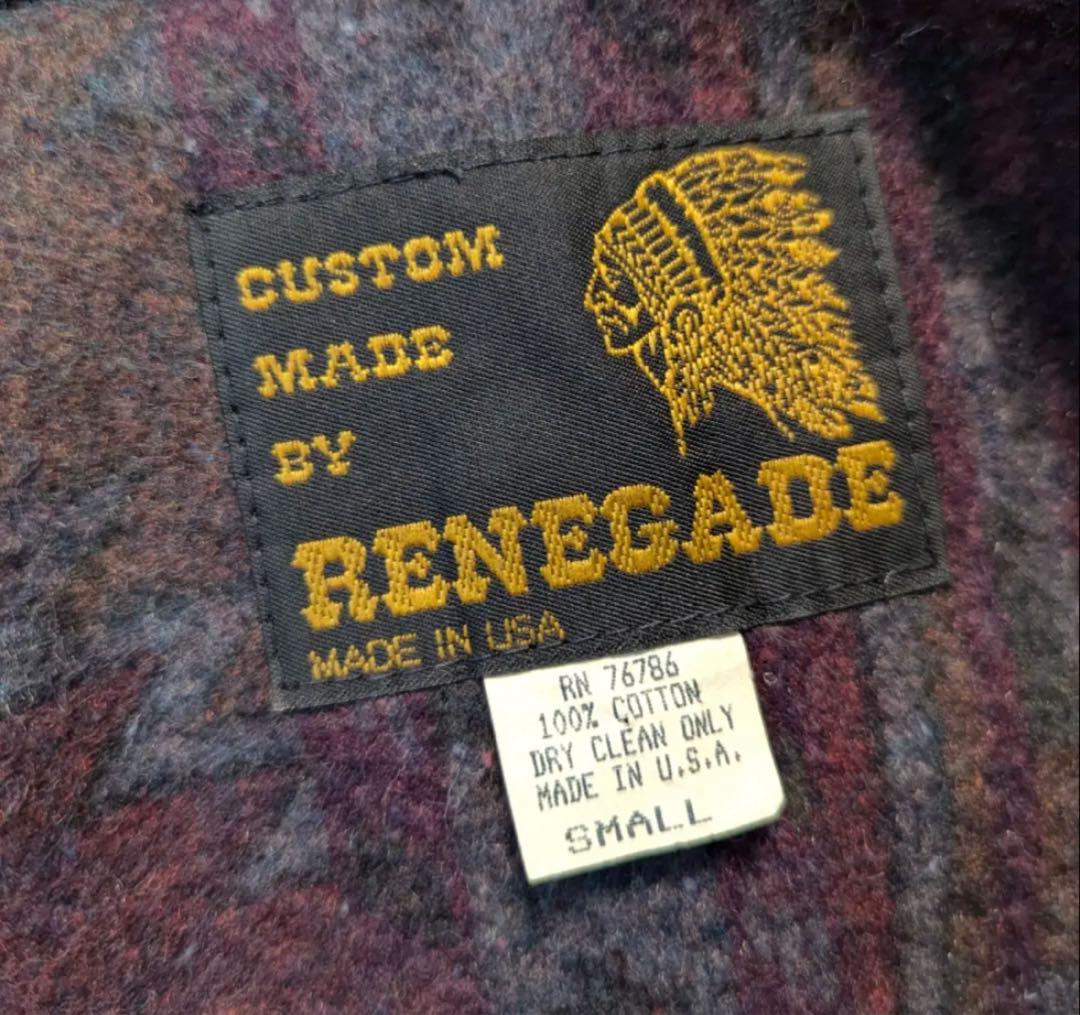 CUSTOM
MADE
BY
RENEGADE
MADE IN USA
RN 76786
100% COTTON
DRY CLEAN ONLY
MADE IN U.S.A.
SMALL